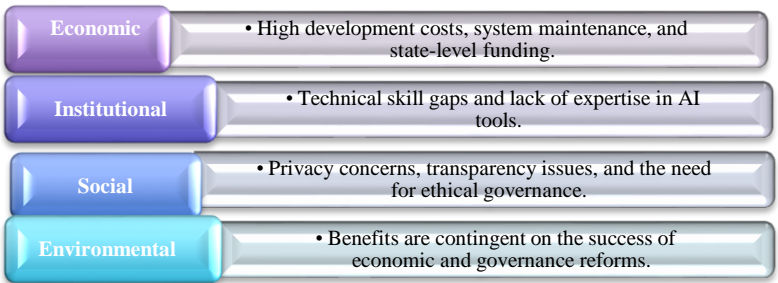 Economic
• High development costs, system maintenance, and
state-level funding.
Institutional
• Technical skill gaps and lack of expertise in AI
tools.
Social
• Privacy concerns, transparency issues, and the need
for ethical governance.
Environmental
• Benefits are contingent on the success of
economic and governance reforms.